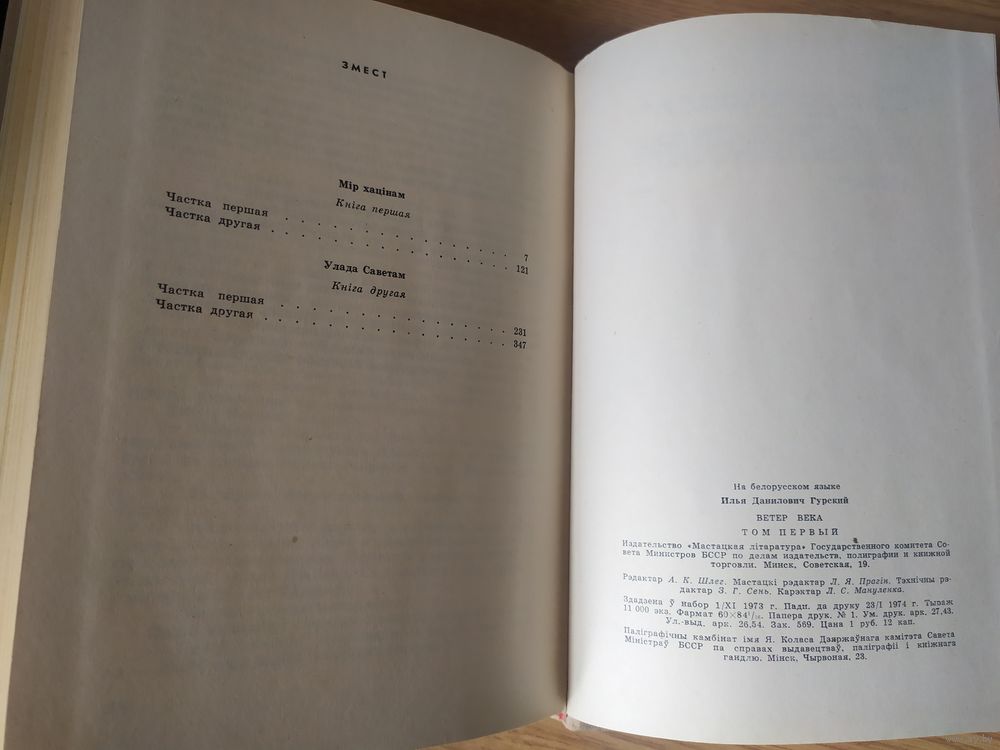 ЗМЕСТ
Мір хацінам
Кніга першая
Частка першая . . . . . . . . . . . . . . . 7
Частка другая . . . . . . . . . . . . . . . 121
Улада Саветам
Кніга другая
Частка першая . . . . . . . . . . . . . . . 231
Частка другая . . . . . . . . . . . . . . . 347
На белорусском языке
Илья Данилович Гурский
ВЕТЕР ВЕКА
ТОМ ПЕРВЫЙ
Издательство «Мастацкая літаратура» Государственного комитета Со-
вета Министров БССР по делам издательств, полиграфии и книжной
торговли. Минск, Советская, 19.
Рэдактар А. К. Шлег. Мастацкі рэдактар Л. Я. Прагін. Тэхнічны рэ-
дактар З. Г. Сень. Карэктар Л. С. Мануленка.
Здадзена ў набор 1/XI 1973 г. Падп. да друку 23/I 1974 г. Тыраж
11 000 экз. Фармат 60×84¹/₁₆. Папера друк. № 1. Ум. друк. арк. 27,43.
Ул.-выд. арк. 26,54. Зак. 569. Цана 1 руб. 12 кап.
Паліграфічны камбінат імя Я. Коласа Дзяржаўнага камітэта Савета
Міністраў БССР па справах выдавецтваў, паліграфіі і кніжнага
гандлю. Мінск, Чырвоная, 23.